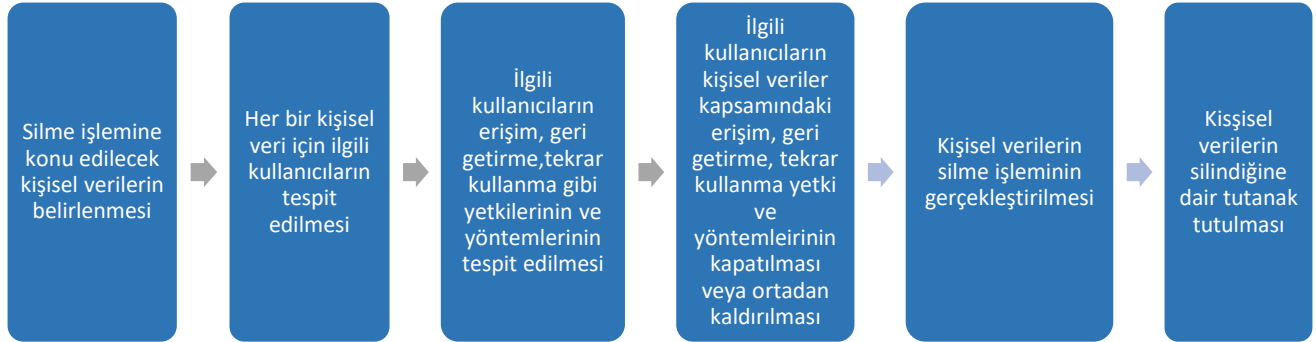 Silme işlemine
konu edilecek
kişisel verilerin
belirlenmesi
Her bir kişisel
veri için ilgili
kullanıcıların
tespit
edilmesi
İlgili
kullanıcıların
erişim, geri
getirme,tekrar
kullanma gibi
yetkilerinin ve
yöntemlerinin
tespit edilmesi
İlgili
kullanıcıların
kişisel veriler
kapsamındaki
erişim, geri
getirme, tekrar
kullanma yetki
ve
yöntemleirinin
kapatılması
veya ortadan
kaldırılması
Kişisel verilerin
silme işleminin
gerçekleştirilmesi
Kisşisel
verilerin
silindiğine
dair tutanak
tutulması